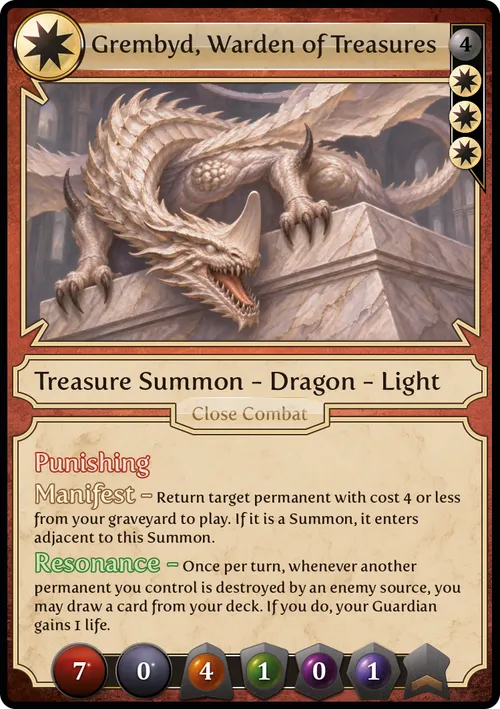 Grembyd, Warden of Treasures
4
Treasure Summon – Dragon – Light
Close Combat
Punishing
Manifest – Return target permanent with cost 4 or less
from your graveyard to play. If it is a Summon, it enters
adjacent to this Summon.
Resonance – Once per turn, whenever another
permanent you control is destroyed by an enemy source, you
may draw a card from your deck. If you do, your Guardian
gains 1 life.
7* 0* 4 1 0 1